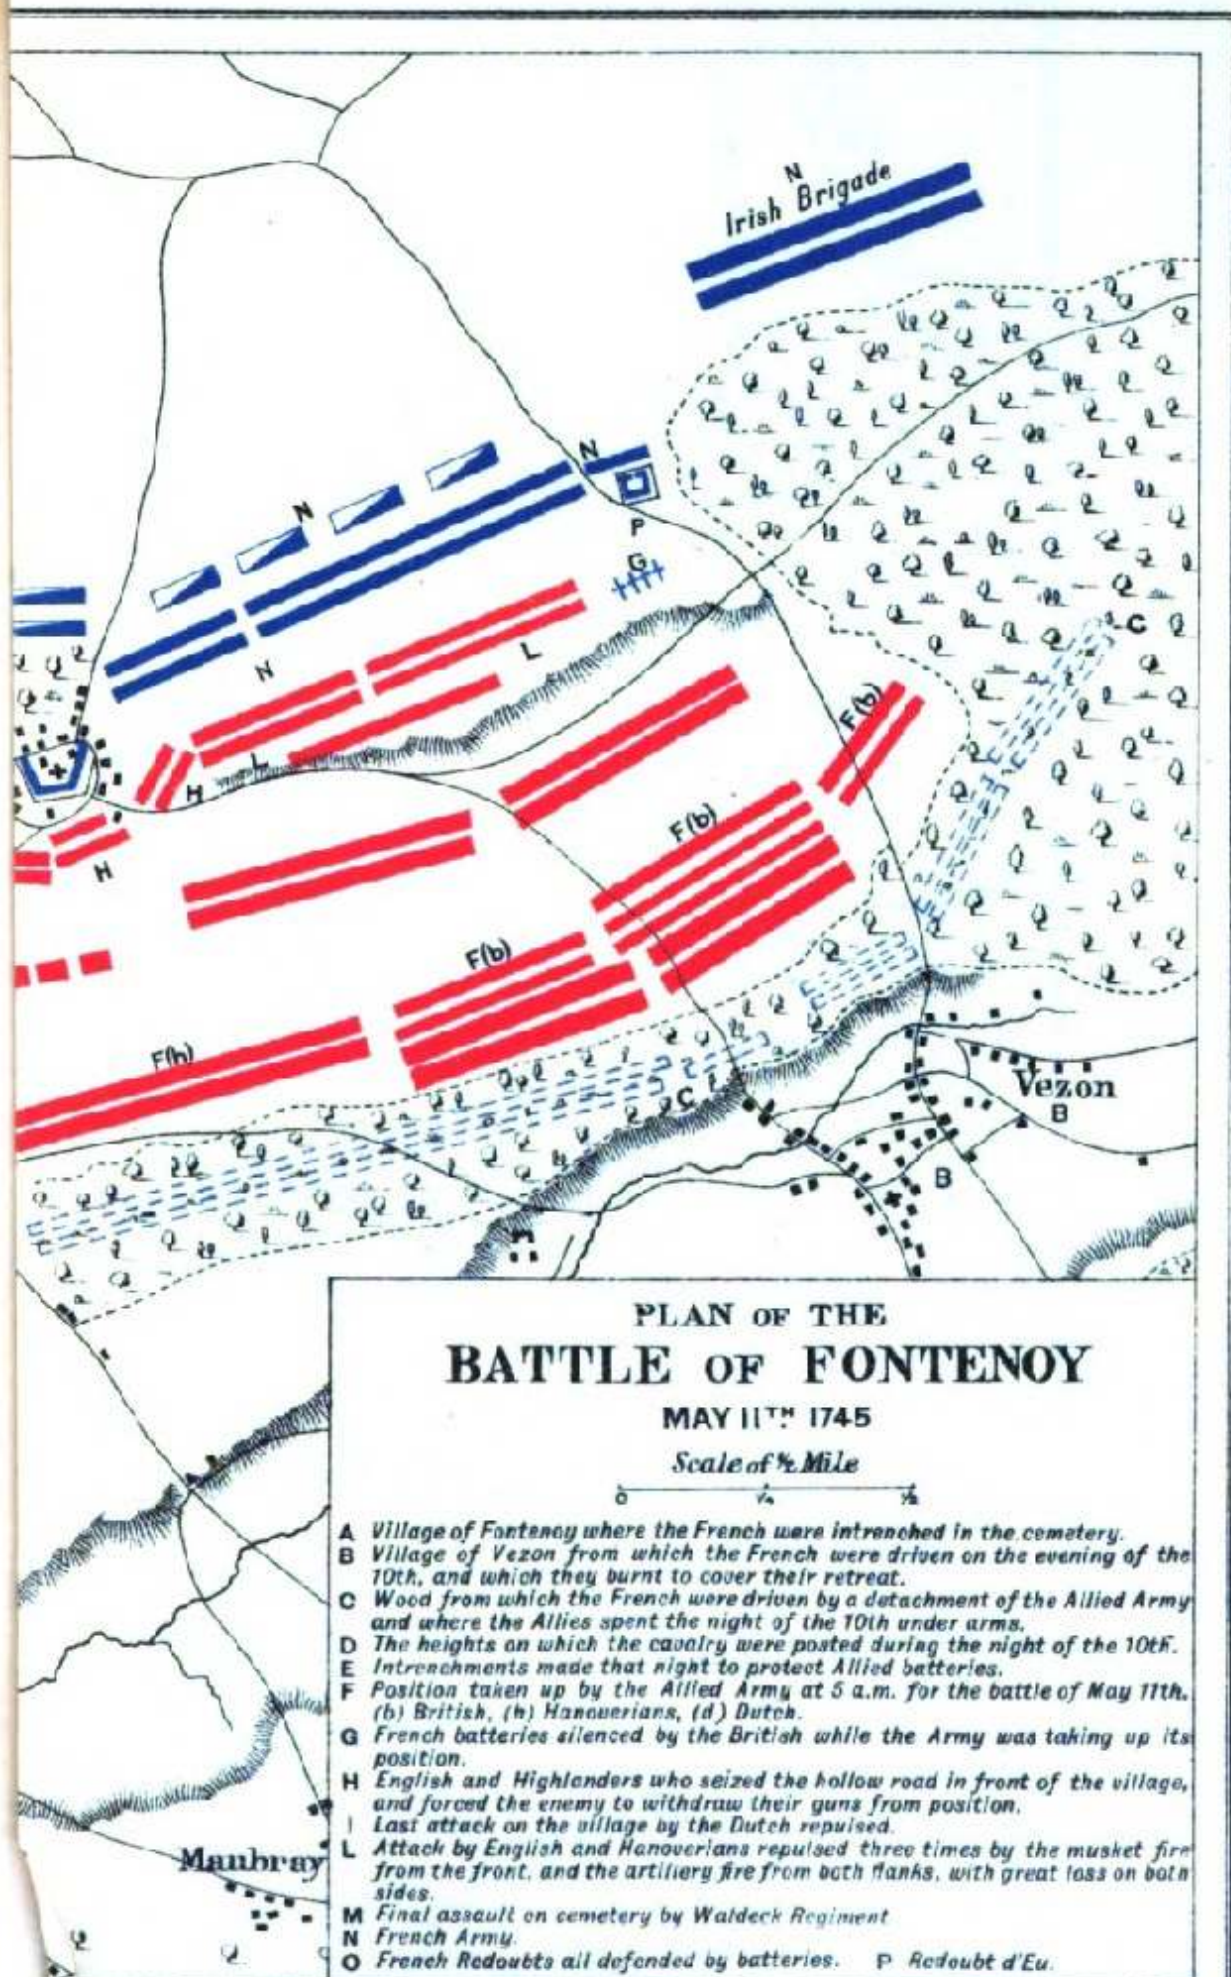 N
Irish Brigade
N
N
P
G
N
L
C
L
F(b)
H
F(b)
H
F(b)
F(h)
C
Vezon
B
B
PLAN OF THE
BATTLE OF FONTENOY
MAY 11TH 1745
Scale of ½ Mile
0 ¼ ½
A Village of Fontenoy where the French were intrenched in the cemetery.
B Village of Vezon from which the French were driven on the evening of the
10th, and which they burnt to cover their retreat.
C Wood from which the French were driven by a detachment of the Allied Army
and where the Allies spent the night of the 10th under arms.
D The heights on which the cavalry were posted during the night of the 10th.
E Intrenchments made that night to protect Allied batteries.
F Position taken up by the Allied Army at 5 a.m. for the battle of May 11th.
(b) British, (h) Hanoverians, (d) Dutch.
G French batteries silenced by the British while the Army was taking up its
position.
H English and Highlanders who seized the hollow road in front of the village,
and forced the enemy to withdraw their guns from position.
I Last attack on the village by the Dutch repulsed.
Manbray
L Attack by English and Hanoverians repulsed three times by the musket fire
from the front, and the artillery fire from both flanks, with great loss on both
sides.
M Final assault on cemetery by Waldeck Regiment
N French Army.
O French Redoubts all defended by batteries. P Redoubt d'Eu.